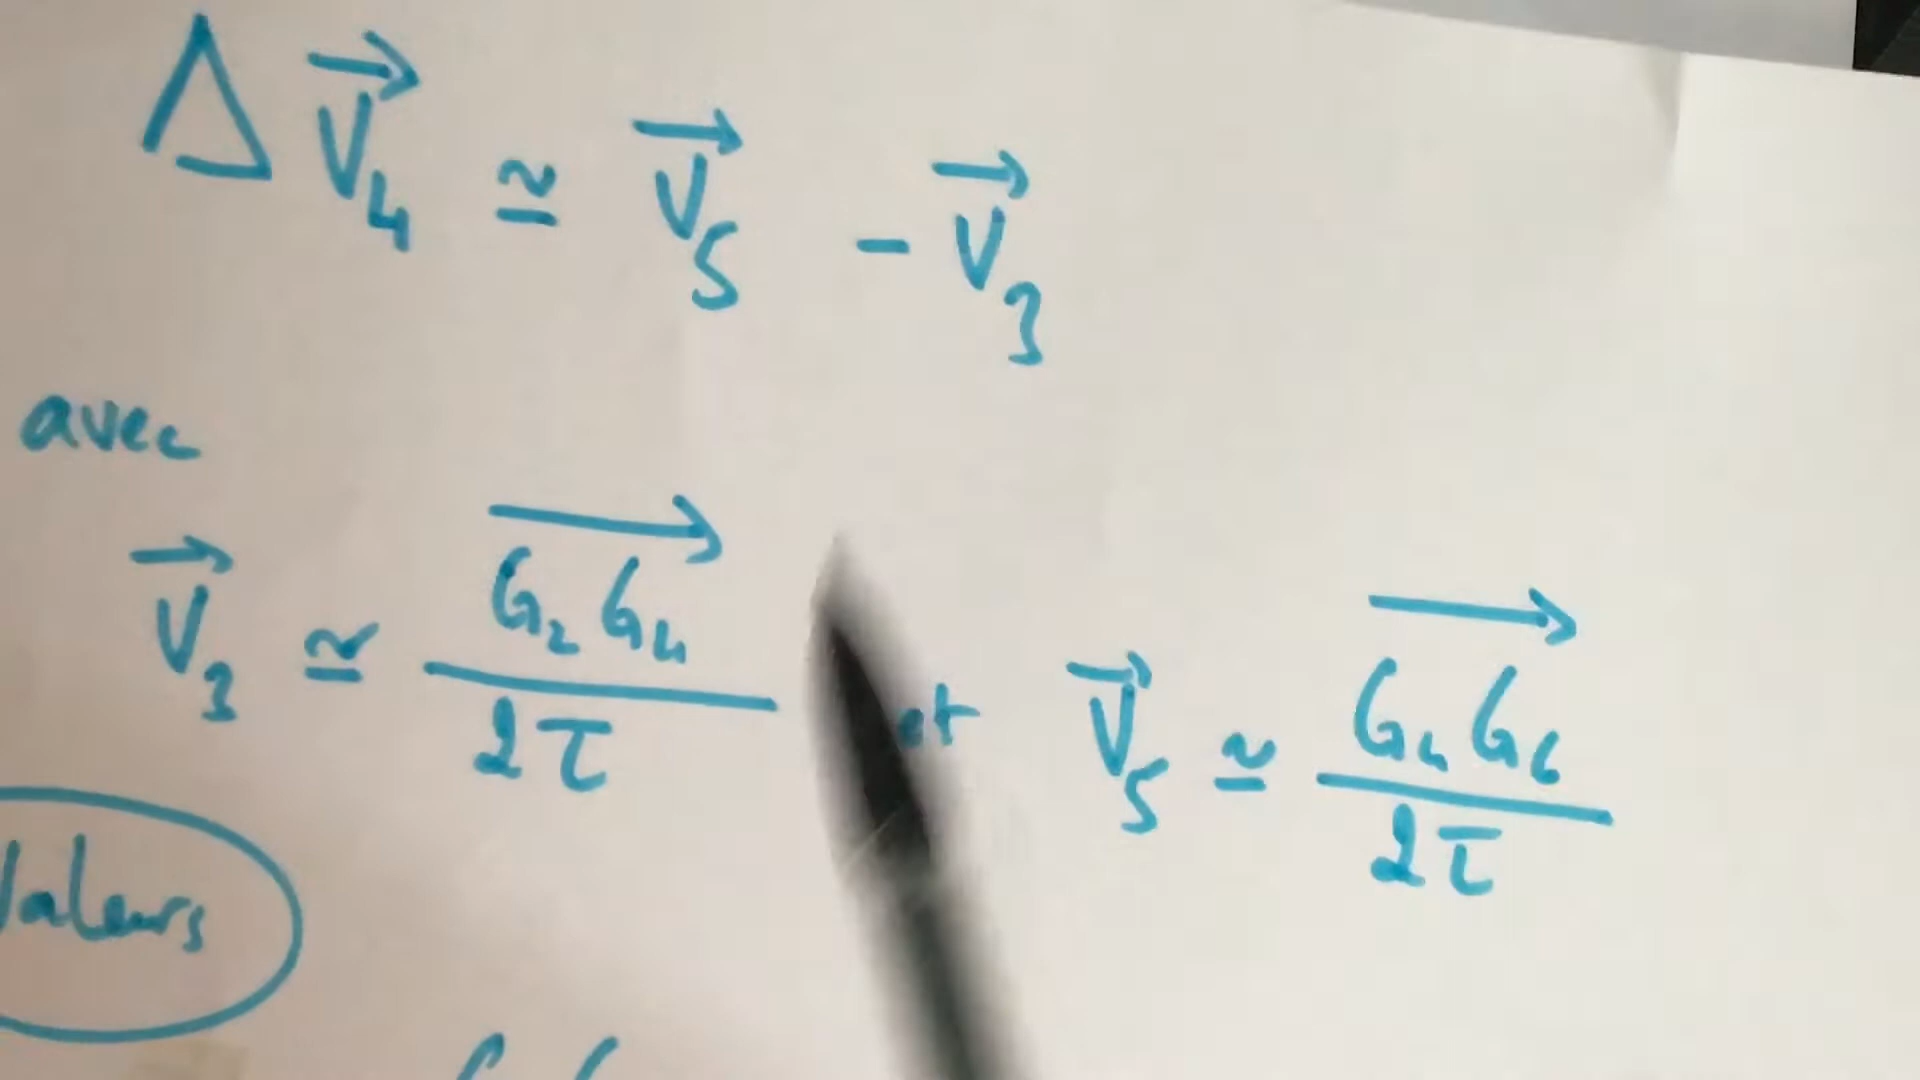 Δ V⃗₄ ≅ V⃗₅ - V⃗₃
avec
V⃗₃ ≅ G₂G₄⃗ / 2τ et V⃗₅ ≅ G₄G₆⃗ / 2τ
Valeurs